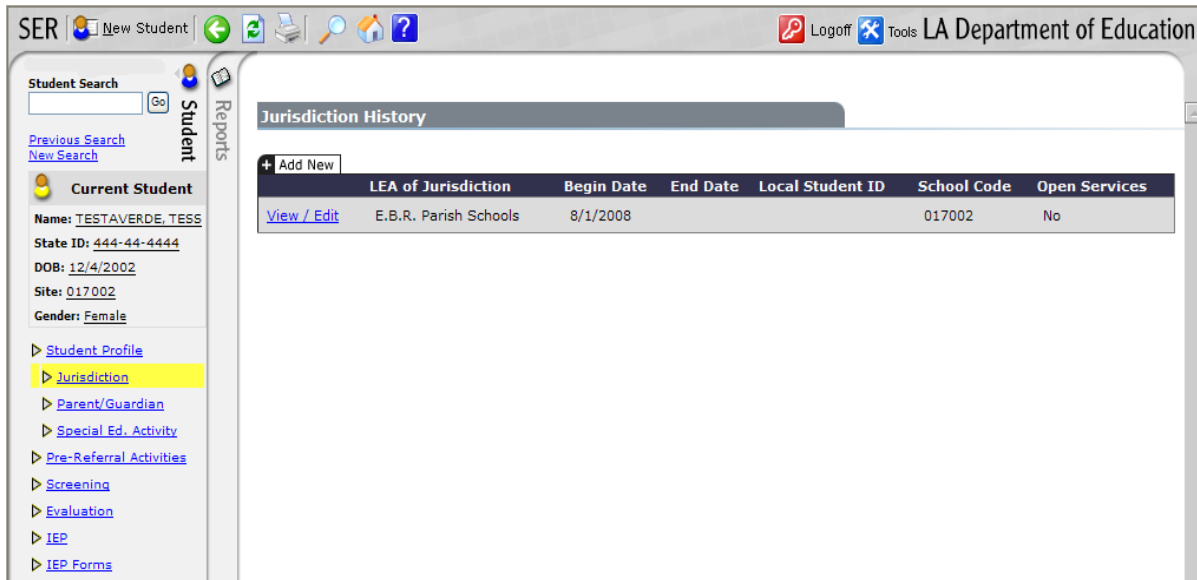 SER New Student ? Logoff Tools LA Department of Education
Student Search
Go
Student
Reports
Previous Search
New Search
Current Student
Name: TESTAVERDE, TESS
State ID: 444-44-4444
DOB: 12/4/2002
Site: 017002
Gender: Female
Student Profile
Jurisdiction
Parent/Guardian
Special Ed. Activity
Pre-Referral Activities
Screening
Evaluation
IEP
IEP Forms
Jurisdiction History
+ Add New
LEA of Jurisdiction Begin Date End Date Local Student ID School Code Open Services
View / Edit E.B.R. Parish Schools 8/1/2008 017002 No